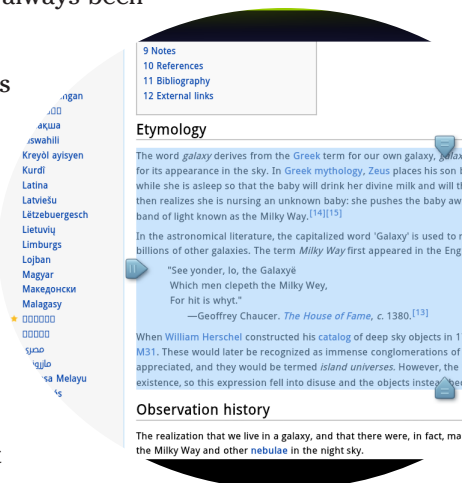 always been
s
9 Notes
10 References
11 Bibliography
12 External links
Etymology
The word galaxy derives from the Greek term for our own galaxy,
for its appearance in the sky. In Greek mythology, Zeus places his son
while she is asleep so that the baby will drink her divine milk and will
then realizes she is nursing an unknown baby: she pushes the baby
band of light known as the Milky Way.[14][15]
In the astronomical literature, the capitalized word 'Galaxy' is used to
billions of other galaxies. The term Milky Way first appeared in the
"See yonder, lo, the Galaxyë
Which men clepeth the Milky Wey,
For hit is whyt."
—Geoffrey Chaucer. The House of Fame, c. 1380.[13]
When William Herschel constructed his catalog of deep sky objects in
M31. These would later be recognized as immense conglomerations of
appreciated, and they would be termed island universes. However, the
existence, so this expression fell into disuse and the objects instead
Observation history
The realization that we live in a galaxy, and that there were, in fact,
the Milky Way and other nebulae in the night sky.
Kreyòl ayisyen
Kurdî
Latina
Latviešu
Lëtzebuergesch
Lietuvių
Limburgs
Lojban
Magyar
Македонски
Malagasy
مصرى
Melayu